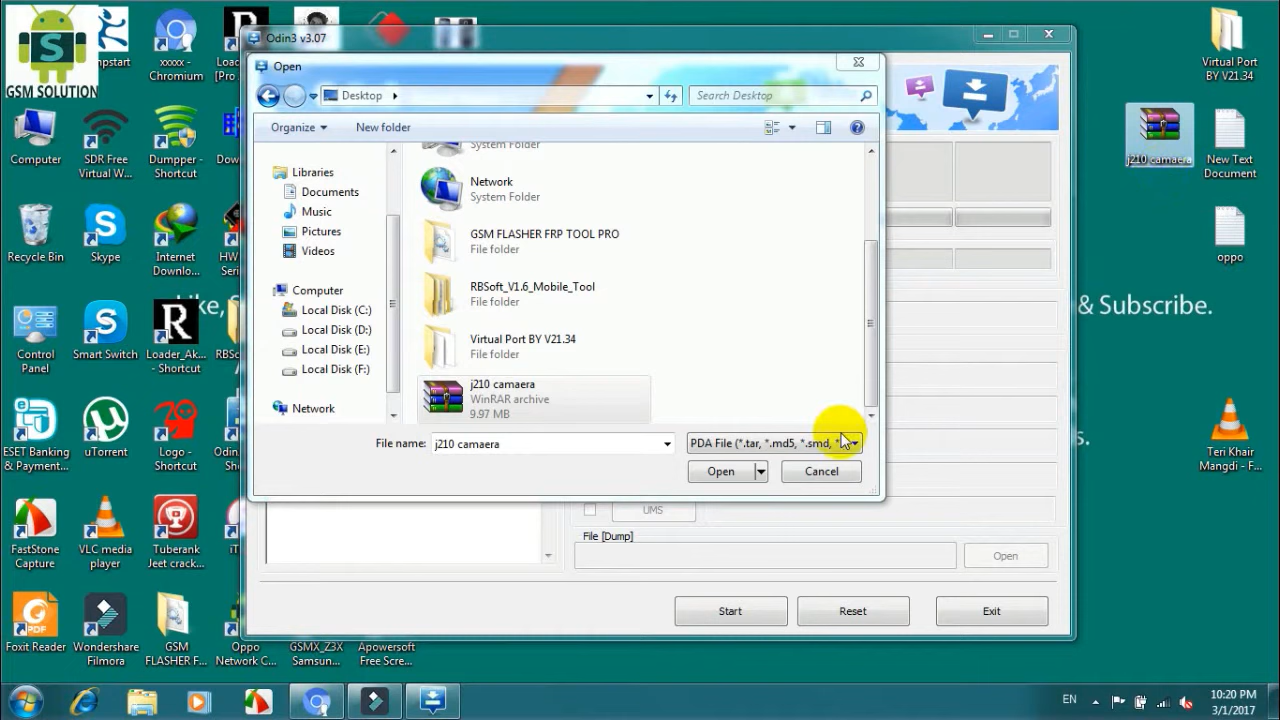 GSM SOLUTION
Jumpstart
xxxxx -
Chromium
Computer
SDR Free
Virtual W...
Dumpper -
Shortcut
Recycle Bin
Skype
Internet
Downlo...
Control
Panel
Smart Switch
Loader_Ak...
- Shortcut
ESET Banking
& Payment...
uTorrent
Logo -
Shortcut
FastStone
Capture
VLC media
player
Tuberank
Jeet crack...
Foxit Reader
Wondershare
Filmora
GSM
FLASHER F...
Oppo
Network C...
GSMX_Z3X
Samsun...
Apowersoft
Free Scre...
Odin3 v3.07
Open
Desktop
Search Desktop
Organize
New folder
Libraries
Documents
Music
Pictures
Videos
Computer
Local Disk (C:)
Local Disk (D:)
Local Disk (E:)
Local Disk (F:)
Network
System Folder
Network
System Folder
GSM FLASHER FRP TOOL PRO
File folder
RBSoft_V1.6_Mobile_Tool
File folder
Virtual Port BY V21.34
File folder
j210 camaera
WinRAR archive
9.97 MB
File name:
j210 camaera
PDA File (*.tar, *.md5, *.smd, *.
Open
Cancel
UMS
File [Dump]
Open
Start
Reset
Exit
Like,
& Subscribe.
Virtual Port
BY V21.34
j210 camaera
New Text
Document
oppo
Teri Khair
Mangdi - F...
EN
10:20 PM
3/1/2017